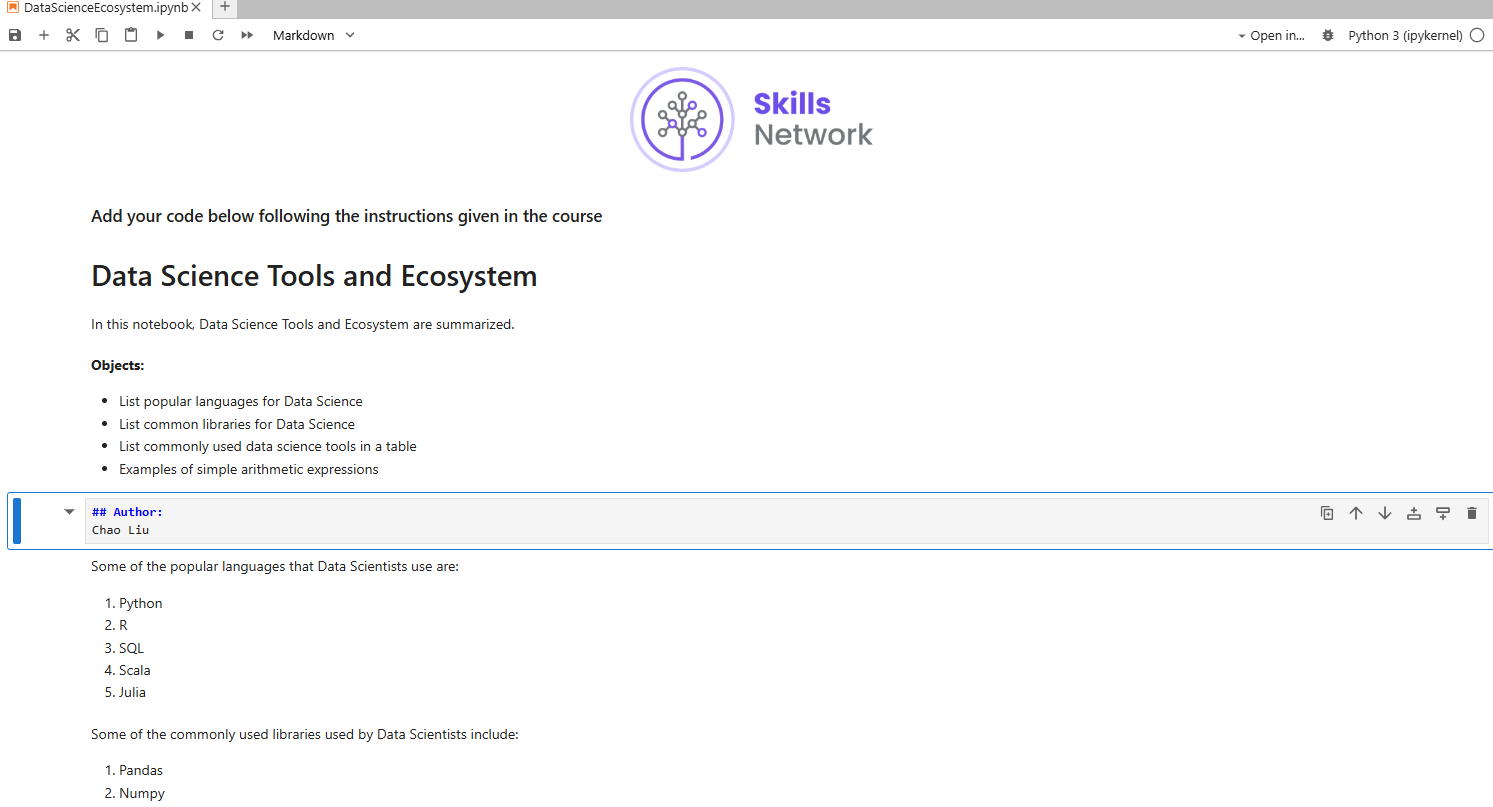 DataScienceEcosystem.ipynb
Markdown
Open in...
Python 3 (ipykernel)
Skills
Network
Add your code below following the instructions given in the course
Data Science Tools and Ecosystem
In this notebook, Data Science Tools and Ecosystem are summarized.
Objects:
• List popular languages for Data Science
• List common libraries for Data Science
• List commonly used data science tools in a table
• Examples of simple arithmetic expressions
## Author:
Chao Liu
Some of the popular languages that Data Scientists use are:
1. Python
2. R
3. SQL
4. Scala
5. Julia
Some of the commonly used libraries used by Data Scientists include:
1. Pandas
2. Numpy